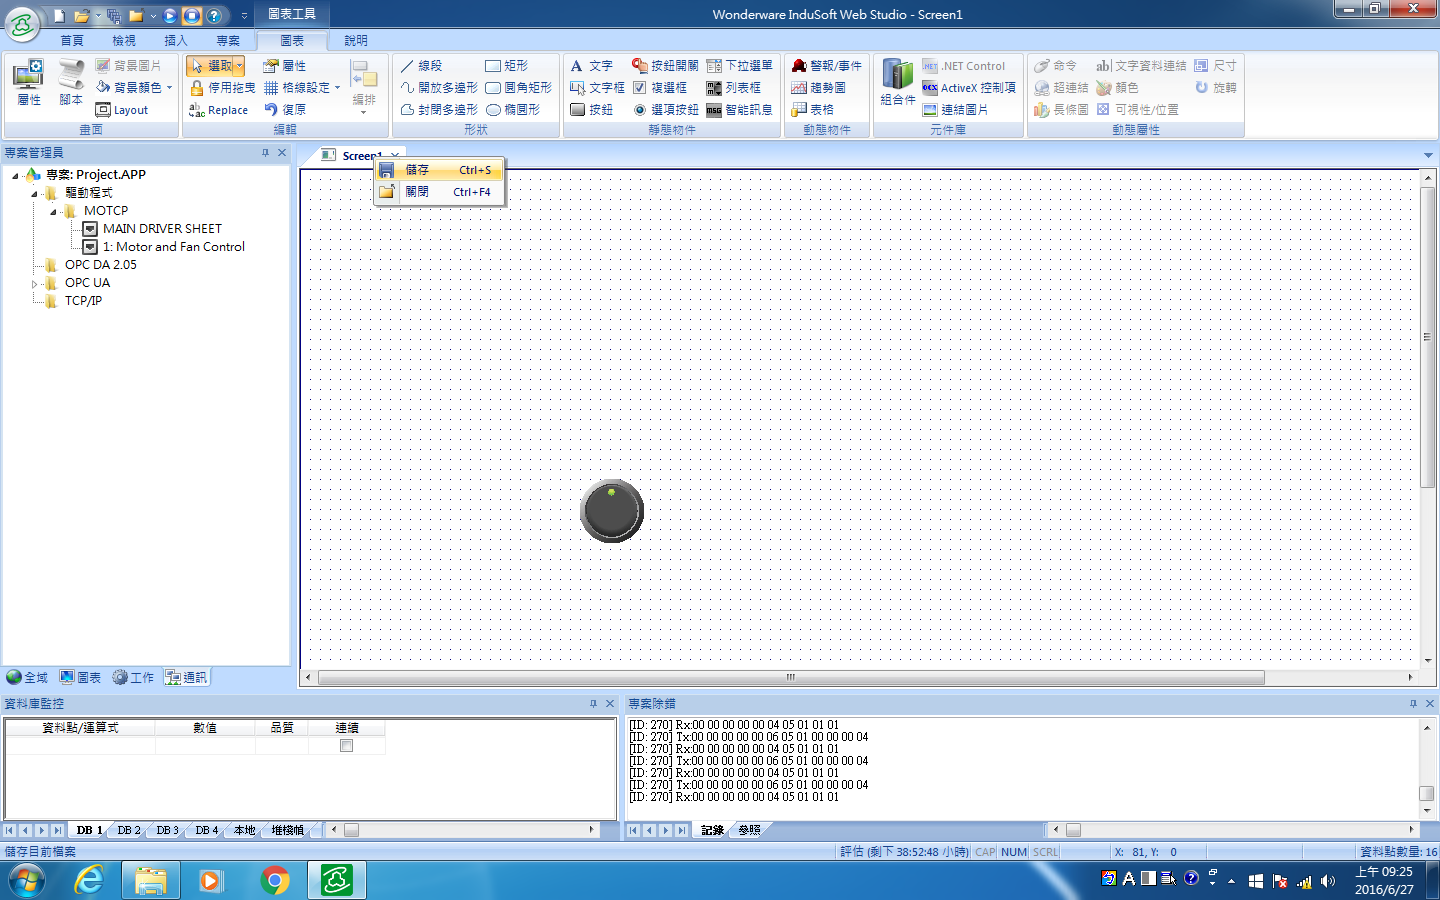 圖表工具
Wonderware InduSoft Web Studio - Screen1
首頁 檢視 插入 專案 圖表 說明
屬性 腳本 背景圖片 背景顏色 Layout
畫面
選取 停用拖曳 Replace 屬性 格線設定 復原 編排
編輯
線段 開放多邊形 封閉多邊形 矩形 圓角矩形 橢圓形
形狀
文字 文字框 按鈕 按鈕開關 複選框 選項按鈕 下拉選單 列表框 智能訊息
靜態物件
警報/事件 趨勢圖 表格
動態物件
組合件 .NET Control ActiveX 控制項 連結圖片
元件庫
命令 超連結 長條圖 文字資料連結 顏色 可視性/位置 尺寸 旋轉
動態屬性
專案管理員
專案: Project.APP
驅動程式
MOTCP
MAIN DRIVER SHEET
1: Motor and Fan Control
OPC DA 2.05
OPC UA
TCP/IP
全域 圖表 工作 通訊
Screen1
儲存 Ctrl+S
關閉 Ctrl+F4
資料庫監控
資料點/運算式 數值 品質 連續
DB 1 DB 2 DB 3 DB 4 本地 堆棧幀
專案除錯
[ID: 270] Rx:00 00 00 00 00 04 05 01 01 01
[ID: 270] Tx:00 00 00 00 00 06 05 01 00 00 00 04
[ID: 270] Rx:00 00 00 00 00 04 05 01 01 01
[ID: 270] Tx:00 00 00 00 00 06 05 01 00 00 00 04
[ID: 270] Rx:00 00 00 00 00 04 05 01 01 01
[ID: 270] Tx:00 00 00 00 00 06 05 01 00 00 00 04
[ID: 270] Rx:00 00 00 00 00 04 05 01 01 01
記錄 參照
儲存目前檔案
評估 (剩下 38:52:48 小時) CAP NUM SCRL X: 81, Y: 0 資料點數量: 16
A
上午 09:25
2016/6/27